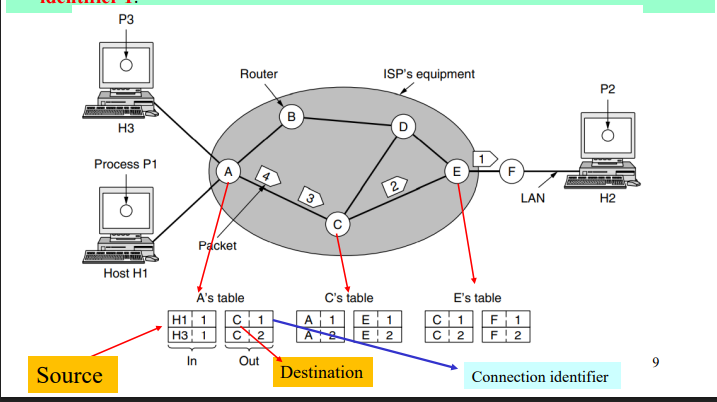 identifier 1.
P3
Router
ISP's equipment
P2
H3
B
D
Process P1
A
E
1
F
4
3
2
C
LAN
H2
Packet
Host H1
A's table
C's table
E's table
H1 1
C 1
A 1
E 1
C 1
F 1
H3 1
C 2
A 2
E 2
C 2
F 2
In
Out
Source
Destination
Connection identifier
9